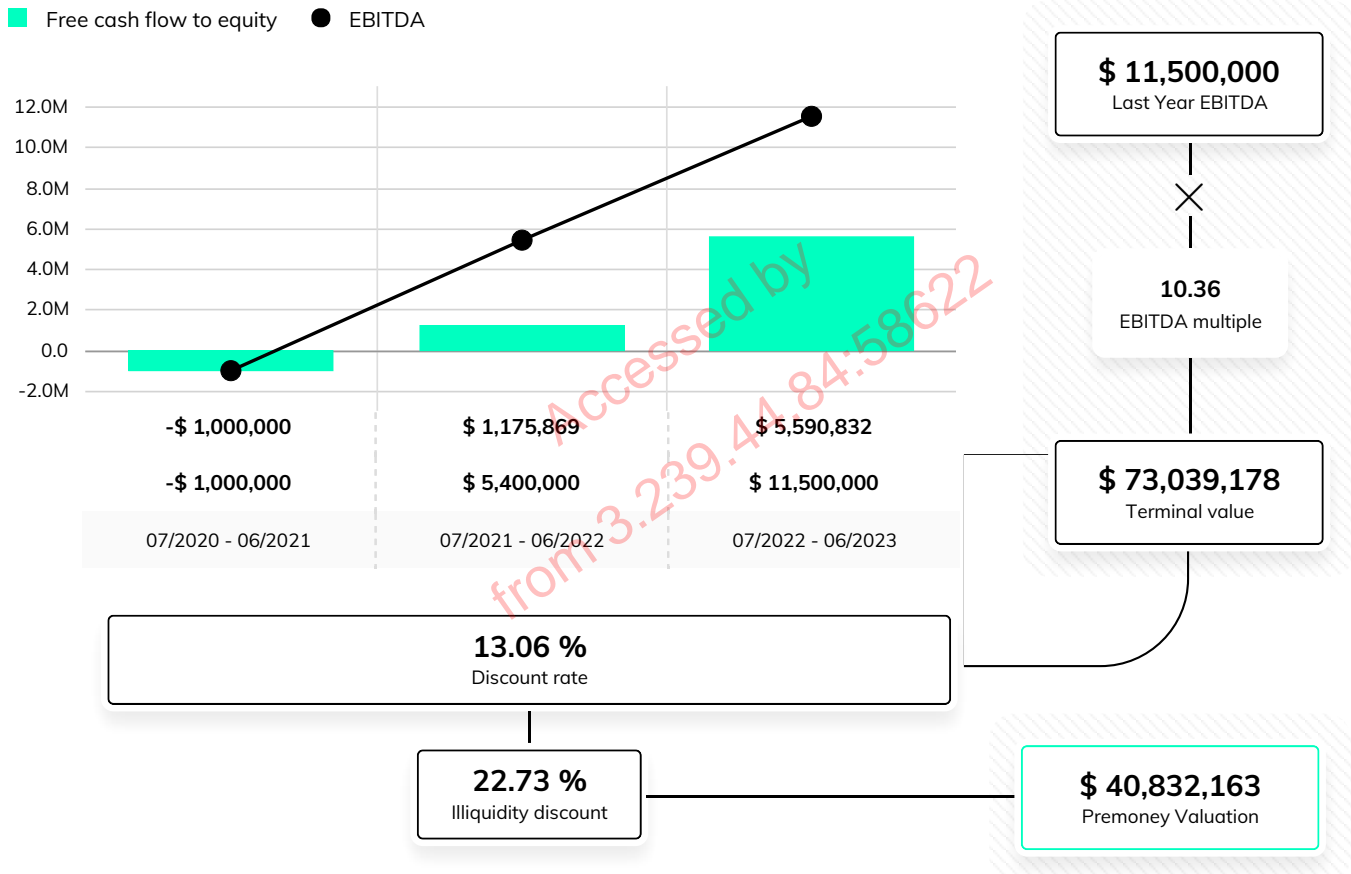 Free cash flow to equity
EBITDA
12.0M
10.0M
8.0M
6.0M
4.0M
2.0M
0.0
-2.0M
-$ 1,000,000 $ 1,175,869 $ 5,590,832
-$ 1,000,000 $ 5,400,000 $ 11,500,000
07/2020 - 06/2021 07/2021 - 06/2022 07/2022 - 06/2023
Accessed by
from 3.239.44.84:58622
$ 11,500,000
Last Year EBITDA
10.36
EBITDA multiple
$ 73,039,178
Terminal value
13.06 %
Discount rate
22.73 %
Illiquidity discount
$ 40,832,163
Premoney Valuation